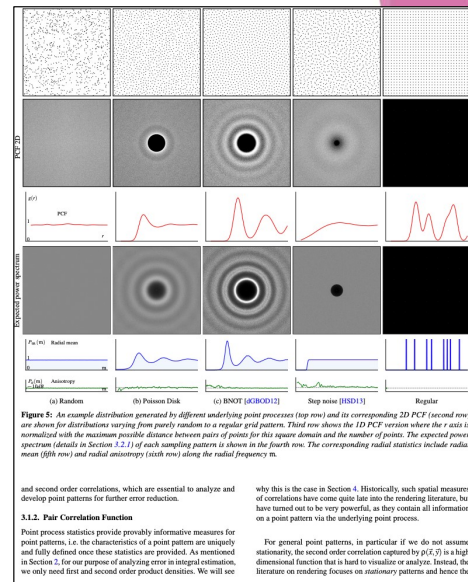 PCF 2D
g(r)
PCF
1
0
r
Expected power spectrum
P_m(m) Radial mean
1
0
m
Anisotropy
m
(a) Random
(b) Poisson Disk
(c) BNOT [dGBOD12]
Step noise [HSD13]
Regular
Figure 5: An example distribution generated by different underlying point processes (top row) and its corresponding 2D PCF (second row)
are shown for distributions varying from purely random to a regular grid pattern. Third row shows the 1D PCF version where the r axis is
normalized with the maximum possible distance between pairs of points for this square domain and the number of points. The expected power
spectrum (details in Section 3.2.1) of each sampling pattern is shown in the fourth row. The corresponding radial statistics include radial
mean (fifth row) and radial anisotropy (sixth row) along the radial frequency m.
and second order correlations, which are essential to analyze and
develop point patterns for further error reduction.
3.1.2. Pair Correlation Function
Point process statistics provide provably informative measures for
point patterns, i.e. the characteristics of a point pattern are uniquely
and fully defined once these statistics are provided. As mentioned
in Section 2, for our purpose of analyzing error in integral estimation,
we only need first and second order product densities. We will see
why this is the case in Section 4. Historically, such spatial measures
of correlations have come quite late into the rendering literature, but
have turned out to be very powerful, as they contain all information
on a point pattern via the underlying point process.
For general point patterns, in particular if we do not assume
stationarity, the second order correlation captured by ρ(x⃗, y⃗) is a high
dimensional function that is hard to visualize or analyze. Instead, the
literature on rendering focuses on stationary patterns and hence the